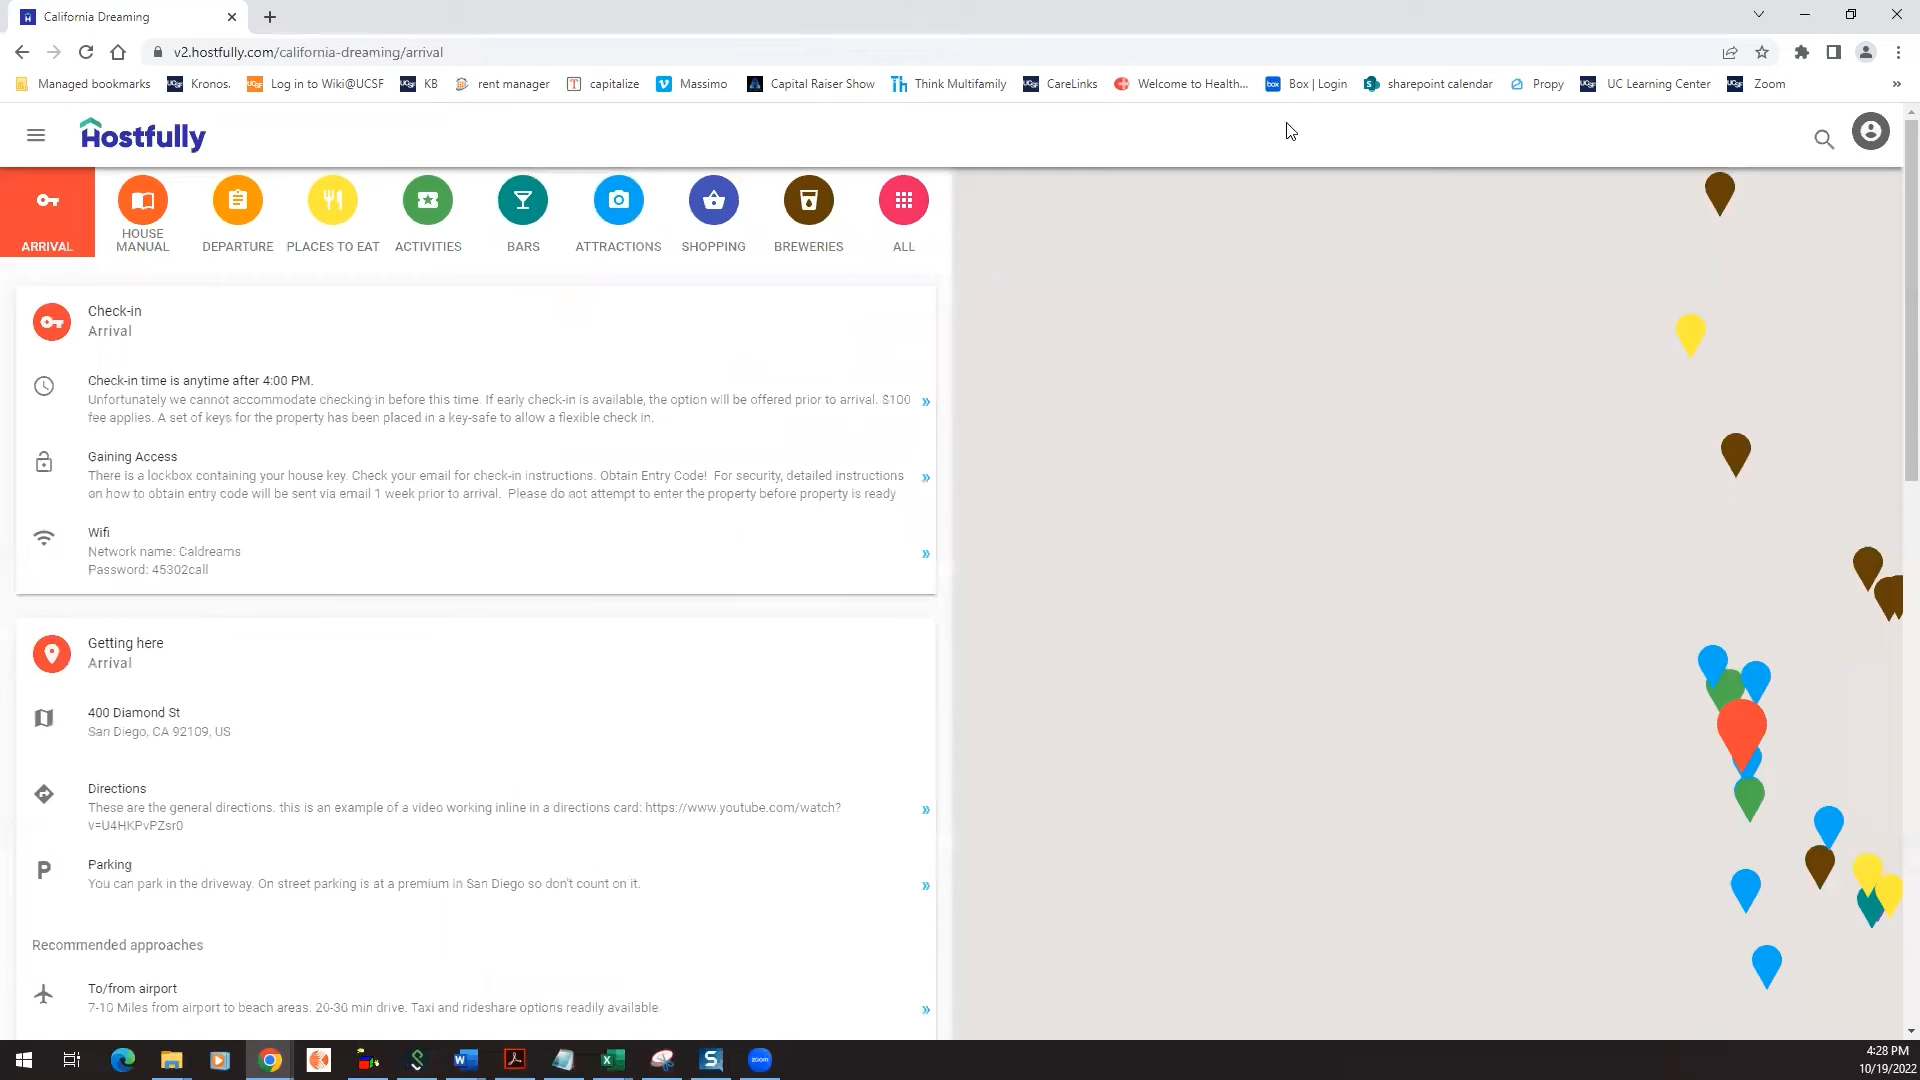 California Dreaming
v2.hostfully.com/california-dreaming/arrival
Managed bookmarks Kronos. Log in to Wiki@UCSF KB rent manager capitalize Massimo Capital Raiser Show Think Multifamily CareLinks Welcome to Health... Box | Login sharepoint calendar Propy UC Learning Center Zoom
Hostfully
ARRIVAL HOUSE MANUAL DEPARTURE PLACES TO EAT ACTIVITIES BARS ATTRACTIONS SHOPPING BREWERIES ALL
Check-in
Arrival
Check-in time is anytime after 4:00 PM.
Unfortunately we cannot accommodate checking in before this time. If early check-in is available, the option will be offered prior to arrival. $100
fee applies. A set of keys for the property has been placed in a key-safe to allow a flexible check in.
Gaining Access
There is a lockbox containing your house key. Check your email for check-in instructions. Obtain Entry Code! For security, detailed instructions
on how to obtain entry code will be sent via email 1 week prior to arrival. Please do not attempt to enter the property before property is ready
Wifi
Network name: Caldreams
Password: 45302call
Getting here
Arrival
400 Diamond St
San Diego, CA 92109, US
Directions
These are the general directions. this is an example of a video working inline in a directions card: https://www.youtube.com/watch?
v=U4HKPvPZsr0
Parking
You can park in the driveway. On street parking is at a premium in San Diego so don't count on it.
Recommended approaches
To/from airport
7-10 Miles from airport to beach areas. 20-30 min drive. Taxi and rideshare options readily available.
4:28 PM
10/19/2022